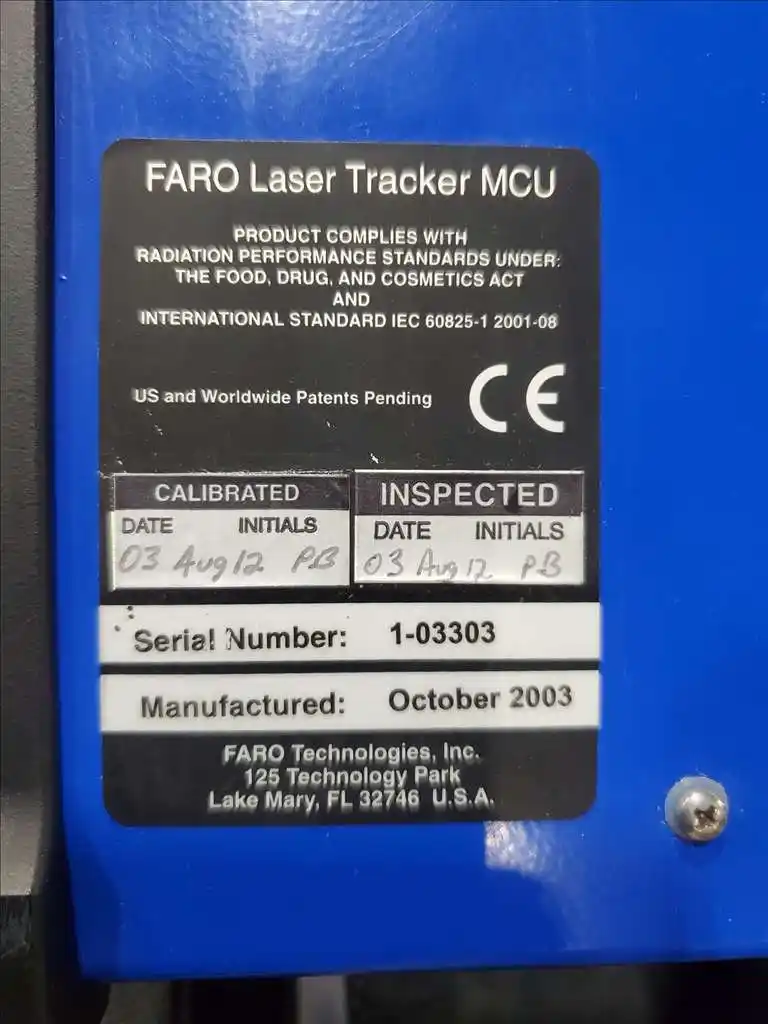 FARO Laser Tracker MCU
PRODUCT COMPLIES WITH
RADIATION PERFORMANCE STANDARDS UNDER:
THE FOOD, DRUG, AND COSMETICS ACT
AND
INTERNATIONAL STANDARD IEC 60825-1 2001-08
US and Worldwide Patents Pending
CE
CALIBRATED
DATE INITIALS
03 Aug 12 PB
INSPECTED
DATE INITIALS
03 Aug 12 PB
Serial Number: 1-03303
Manufactured: October 2003
FARO Technologies, Inc.
125 Technology Park
Lake Mary, FL 32746 U.S.A.